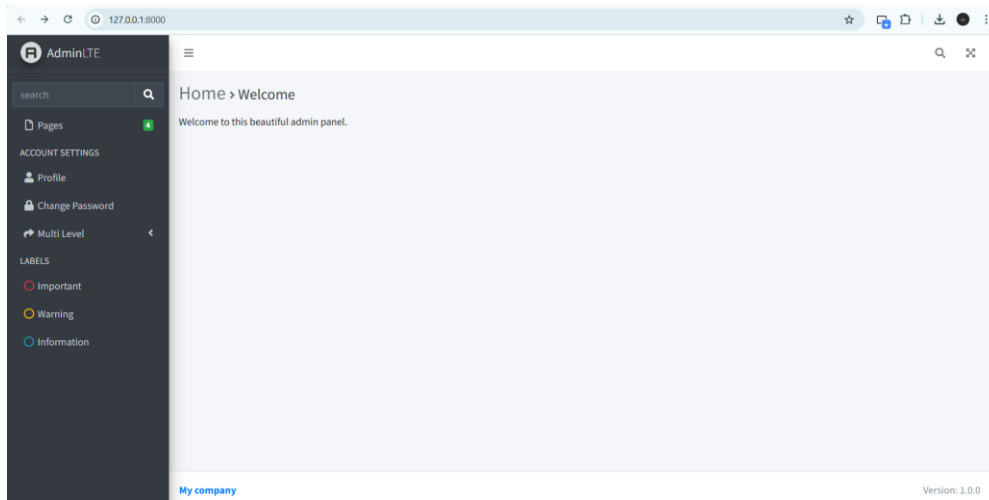 127.0.0.1:8000
AdminLTE
search
Home › Welcome
Pages 4
Welcome to this beautiful admin panel.
ACCOUNT SETTINGS
Profile
Change Password
Multi Level
LABELS
Important
Warning
Information
My company
Version: 1.0.0